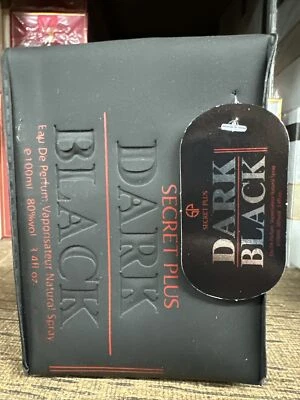 SECRET PLUS
DARK
BLACK
Eau De Parfum Vaporisateur Natural Spray
℮100ml 80%vol 3.4fl oz
SECRET PLUS
DARK
BLACK